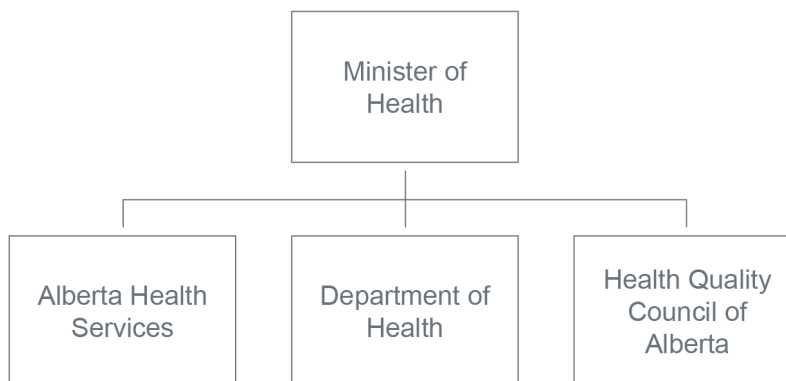 Minister of
Health
Alberta Health
Services
Department of
Health
Health Quality
Council of
Alberta